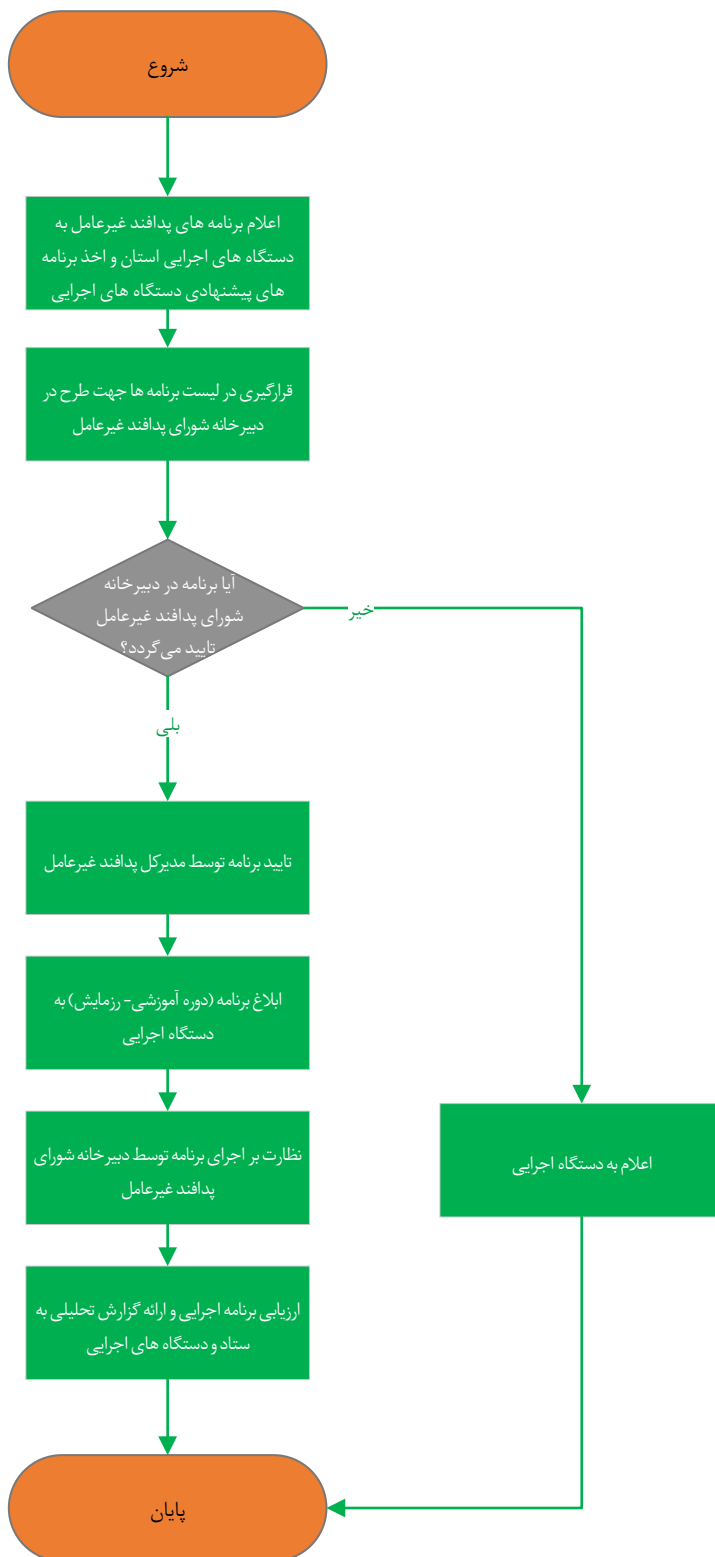 شروع
اعلام برنامه های پدافند غیرعامل به
دستگاه های اجرایی استان و اخذ برنامه
های پیشنهادی دستگاه های اجرایی
قرارگیری در لیست برنامه ها جهت طرح در
دبیرخانه شورای پدافند غیرعامل
آیا برنامه در دبیرخانه
شورای پدافند غیرعامل
تایید می گردد؟
خیر
بلی
تایید برنامه توسط مدیرکل پدافند غیرعامل
ابلاغ برنامه (دوره آموزشی- رزمایش) به
دستگاه اجرایی
نظارت بر اجرای برنامه توسط دبیرخانه شورای
پدافند غیرعامل
اعلام به دستگاه اجرایی
ارزیابی برنامه اجرایی و ارائه گزارش تحلیلی به
ستاد و دستگاه های اجرایی
پایان